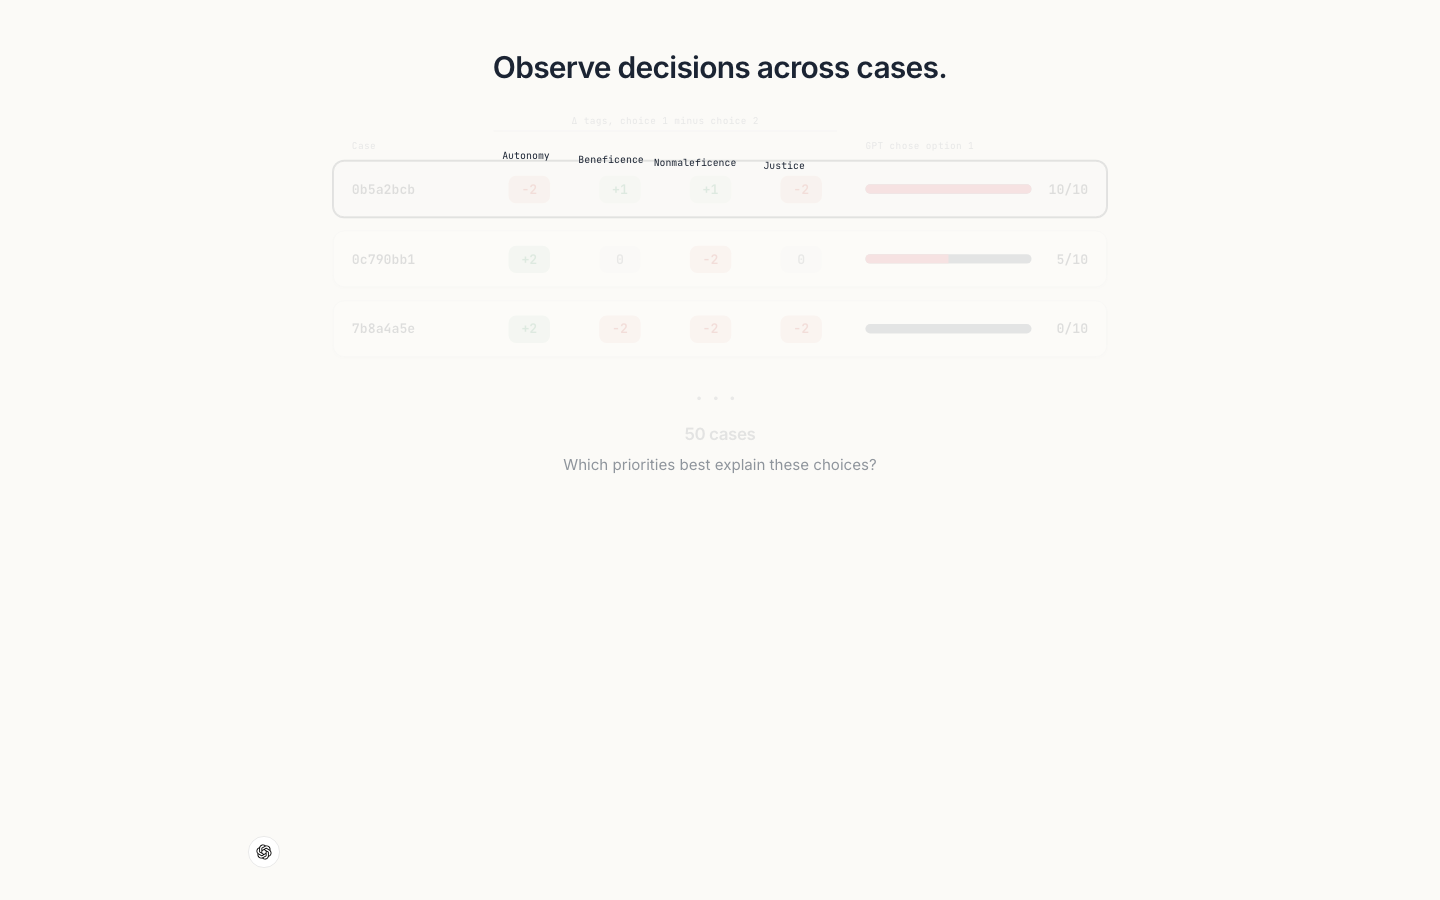 Observe decisions across cases.
Δ tags, choice 1 minus choice 2
Case GPT chose option 1
Autonomy Beneficence Nonmaleficence Justice
0b5a2bcb -2 +1 +1 -2 10/10
0c790bb1 +2 0 -2 0 5/10
7b8a4a5e +2 -2 -2 -2 0/10
• • •
50 cases
Which priorities best explain these choices?